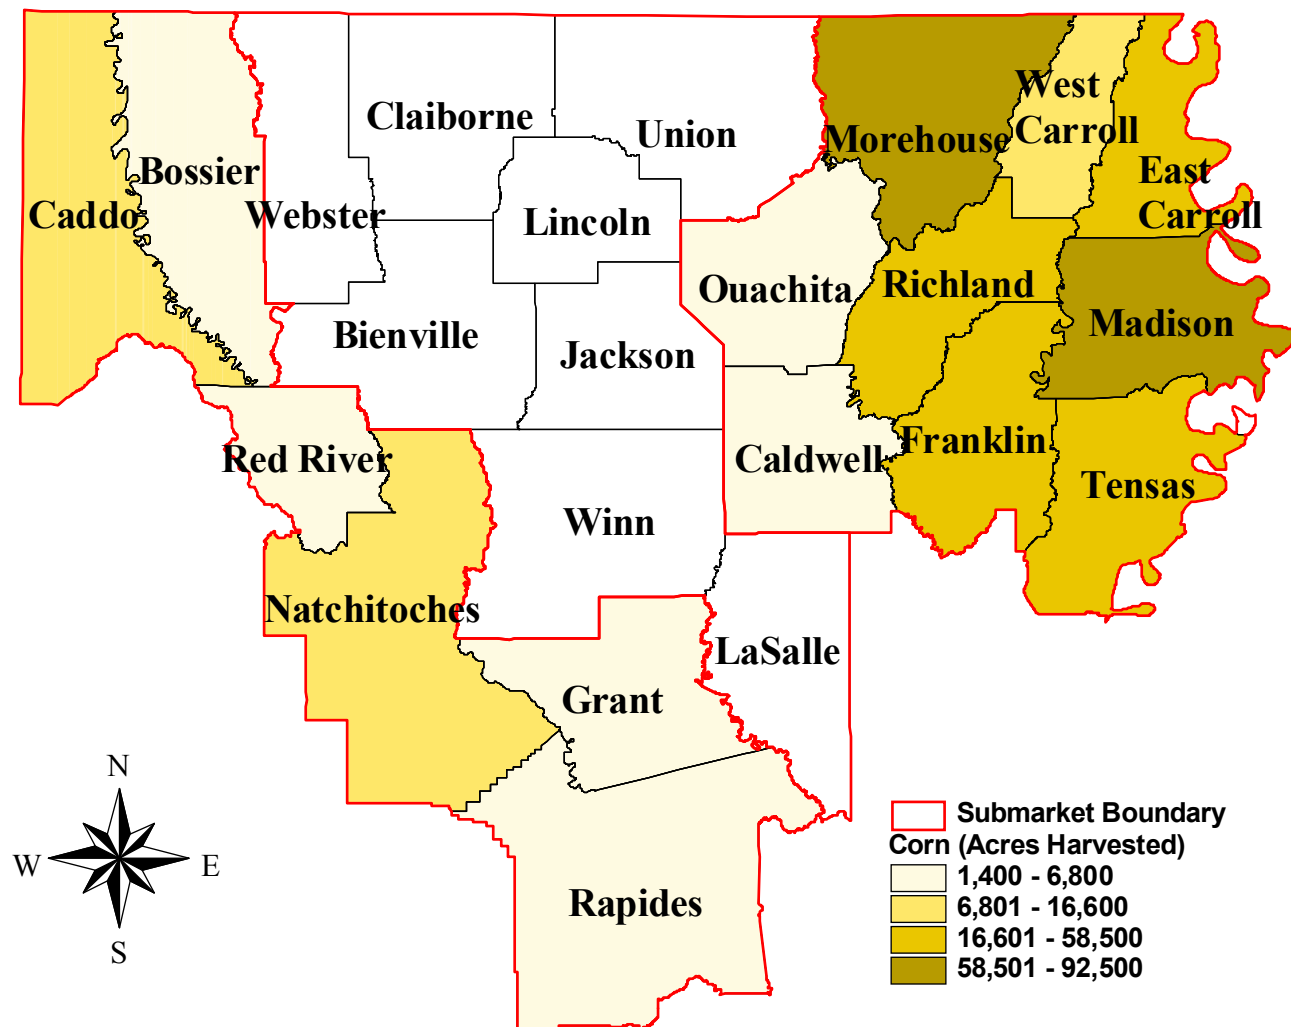 Claiborne
Union
West
Carroll
Morehouse
Bossier
East
Carroll
Caddo
Webster
Lincoln
Ouachita
Richland
Madison
Bienville
Jackson
Red River
Caldwell
Franklin
Tensas
Winn
Natchitoches
LaSalle
Grant
Rapides
N
W
E
S
Submarket Boundary
Corn (Acres Harvested)
1,400 - 6,800
6,801 - 16,600
16,601 - 58,500
58,501 - 92,500